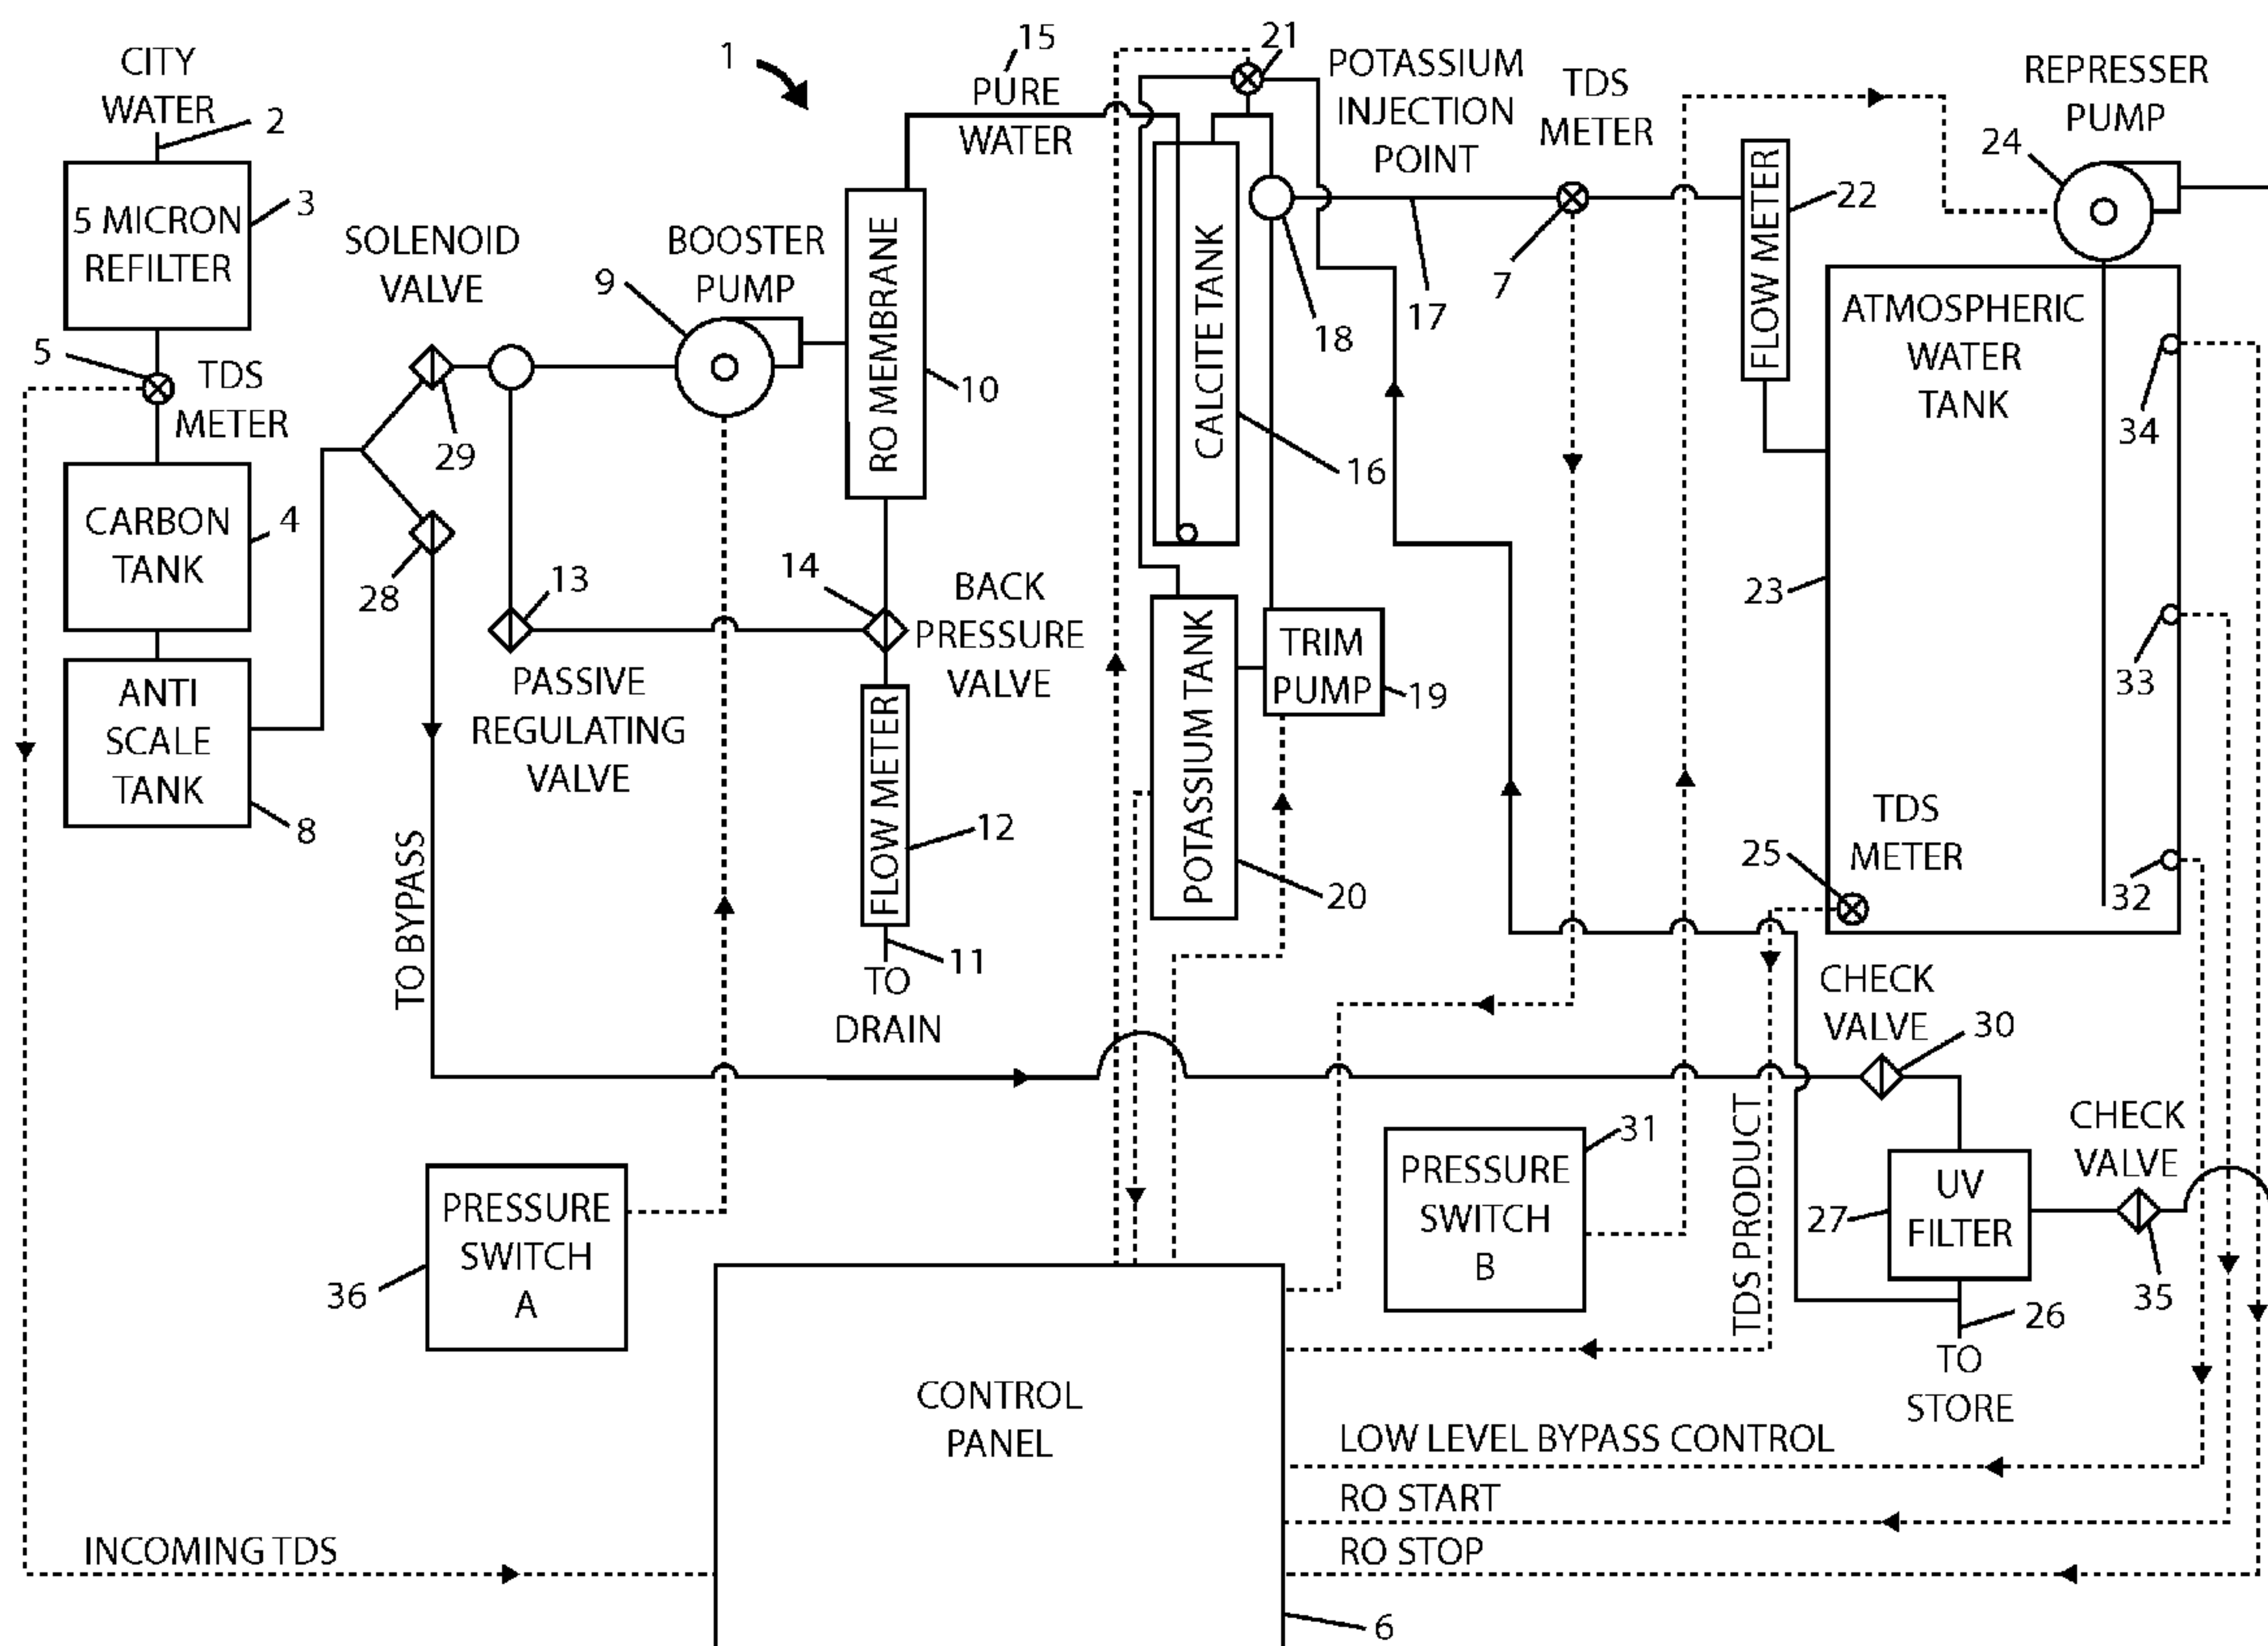 CITY
WATER
2
5 MICRON
REFILTER
3
5
TDS
METER
CARBON
TANK
4
ANTI
SCALE
TANK
8
SOLENOID
VALVE
29
28
TO BYPASS
1
9
BOOSTER
PUMP
RO MEMBRANE
10
13
PASSIVE
REGULATING
VALVE
14
BACK
PRESSURE
VALVE
FLOW METER
12
11
TO
DRAIN
15
PURE
WATER
21
POTASSIUM
INJECTION
POINT
CALCITE TANK
16
18
17
TDS
METER
7
POTASSIUM TANK
20
TRIM
PUMP
19
FLOW METER
22
REPRESSER
PUMP
24
ATMOSPHERIC
WATER
TANK
23
34
33
32
TDS
METER
25
CHECK
VALVE
30
TDS PRODUCT
UV
FILTER
27
CHECK
VALVE
35
26
TO
STORE
PRESSURE
SWITCH
A
36
PRESSURE
SWITCH
B
31
CONTROL
PANEL
6
LOW LEVEL BYPASS CONTROL
RO START
RO STOP
INCOMING TDS